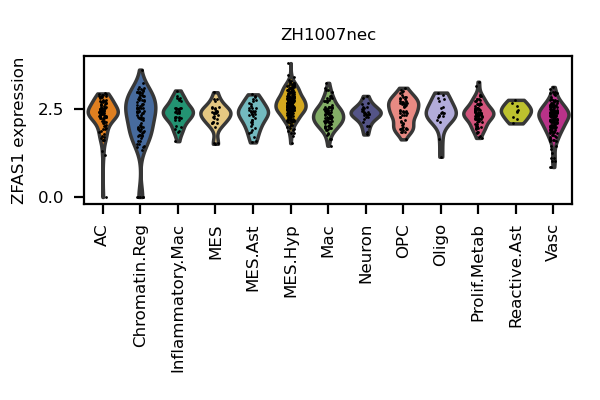 ZH1007nec
ZFAS1 expression
2.5
0.0
AC
Chromatin.Reg
Inflammatory.Mac
MES
MES.Ast
MES.Hyp
Mac
Neuron
OPC
Oligo
Prolif.Metab
Reactive.Ast
Vasc